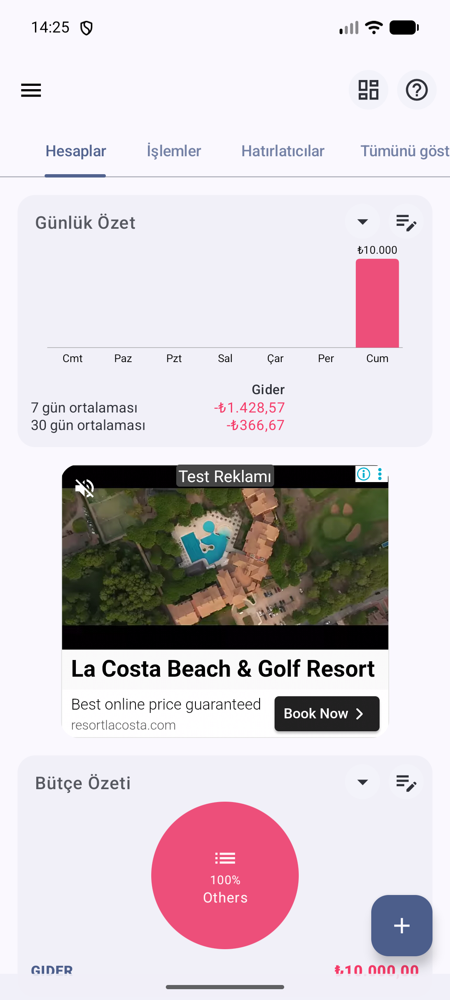 14:25
Hesaplar
İşlemler
Hatırlatıcılar
Tümünü göst
Günlük Özet
₺10.000
Cmt Paz Pzt Sal Çar Per Cum
Gider
7 gün ortalaması -₺1.428,57
30 gün ortalaması -₺366,67
Test Reklamı
La Costa Beach & Golf Resort
Best online price guaranteed
resortlacosta.com
Book Now
Bütçe Özeti
100%
Others
GIDER ₺10.000,00